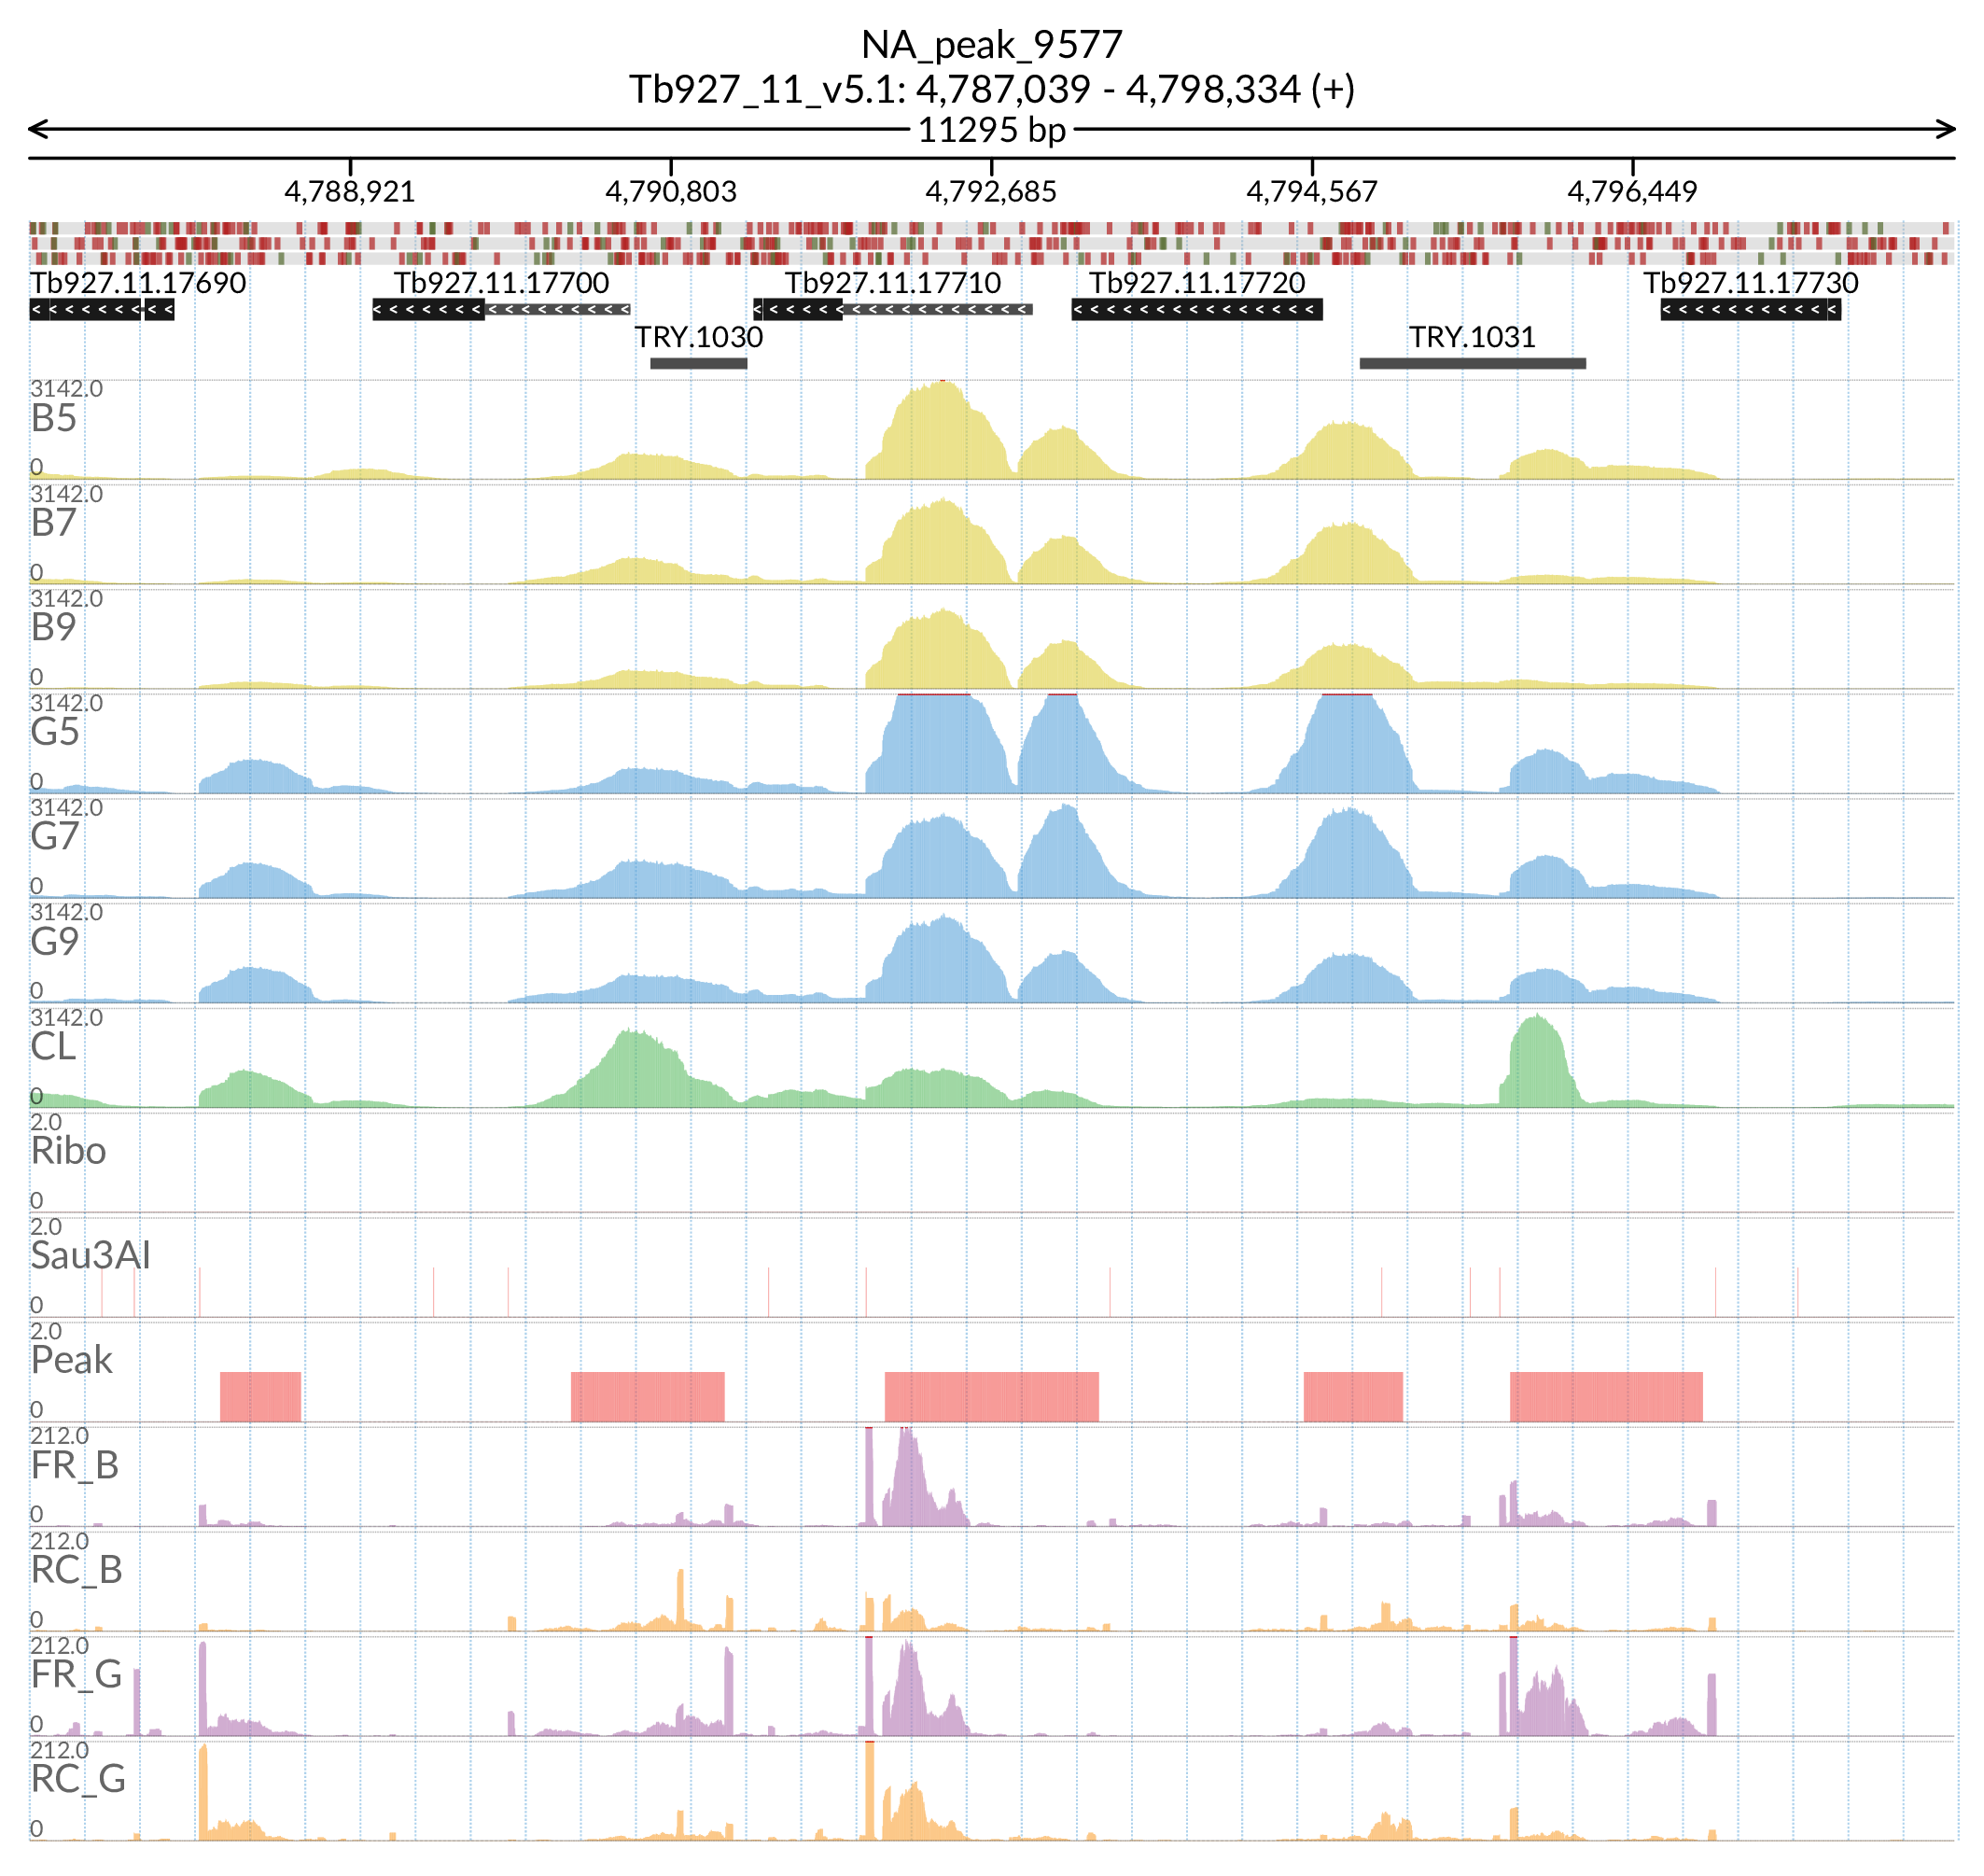 NA_peak_9577
Tb927_11_v5.1: 4,787,039 - 4,798,334 (+)
11295 bp
4,788,921 4,790,803 4,792,685 4,794,567 4,796,449
Tb927.11.17690 Tb927.11.17700 Tb927.11.17710 Tb927.11.17720 Tb927.11.17730
TRY.1030 TRY.1031
3142.0
B5
0
3142.0
B7
0
3142.0
B9
0
3142.0
G5
0
3142.0
G7
0
3142.0
G9
0
3142.0
CL
0
2.0
Ribo
0
2.0
Sau3AI
0
2.0
Peak
0
212.0
FR_B
0
212.0
RC_B
0
212.0
FR_G
0
212.0
RC_G
0